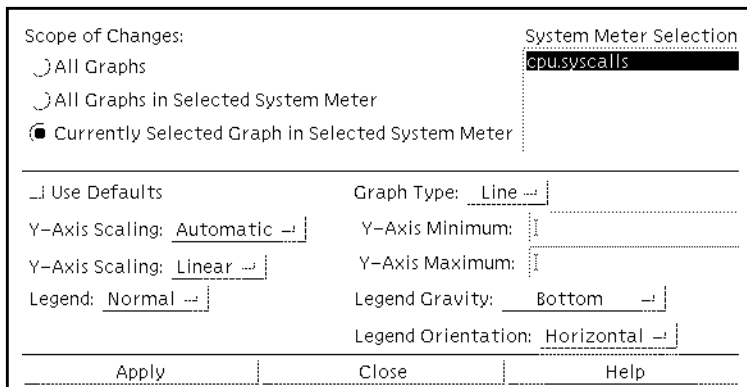 Scope of Changes:
System Meter Selection
All Graphs
cpu.syscalls
All Graphs in Selected System Meter
Currently Selected Graph in Selected System Meter
Use Defaults
Graph Type: Line
Y-Axis Scaling: Automatic
Y-Axis Minimum:
Y-Axis Scaling: Linear
Y-Axis Maximum:
Legend: Normal
Legend Gravity: Bottom
Legend Orientation: Horizontal
Apply
Close
Help